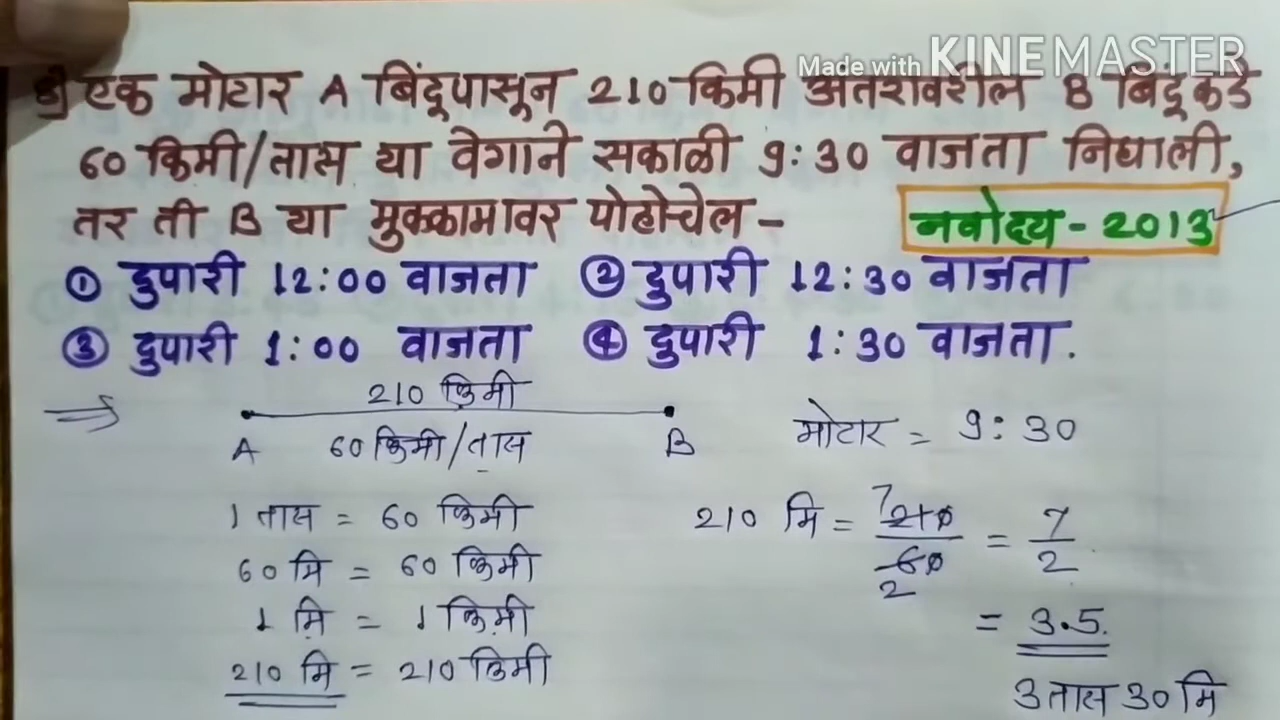 Made with KINEMASTER
एक मोटार A बिंदूपासून 210 किमी अंतरावरील B बिंदूकडे
60 किमी/तास या वेगाने सकाळी 9:30 वाजता निघाली,
तर ती B या मुक्कामावर पोहोचेल -
नवोदय - 2013
① दुपारी 12:00 वाजता ② दुपारी 12:30 वाजता
③ दुपारी 1:00 वाजता ④ दुपारी 1:30 वाजता.
⇒ 210 किमी
A 60 किमी/तास B
मोटार = 9:30
1 तास = 60 किमी
60 मि = 60 किमी
1 मि = 1 किमी
210 मि = 210 किमी
210 मि = 210/60 = 7/2
7
2
= 3.5.
3 तास 30 मि